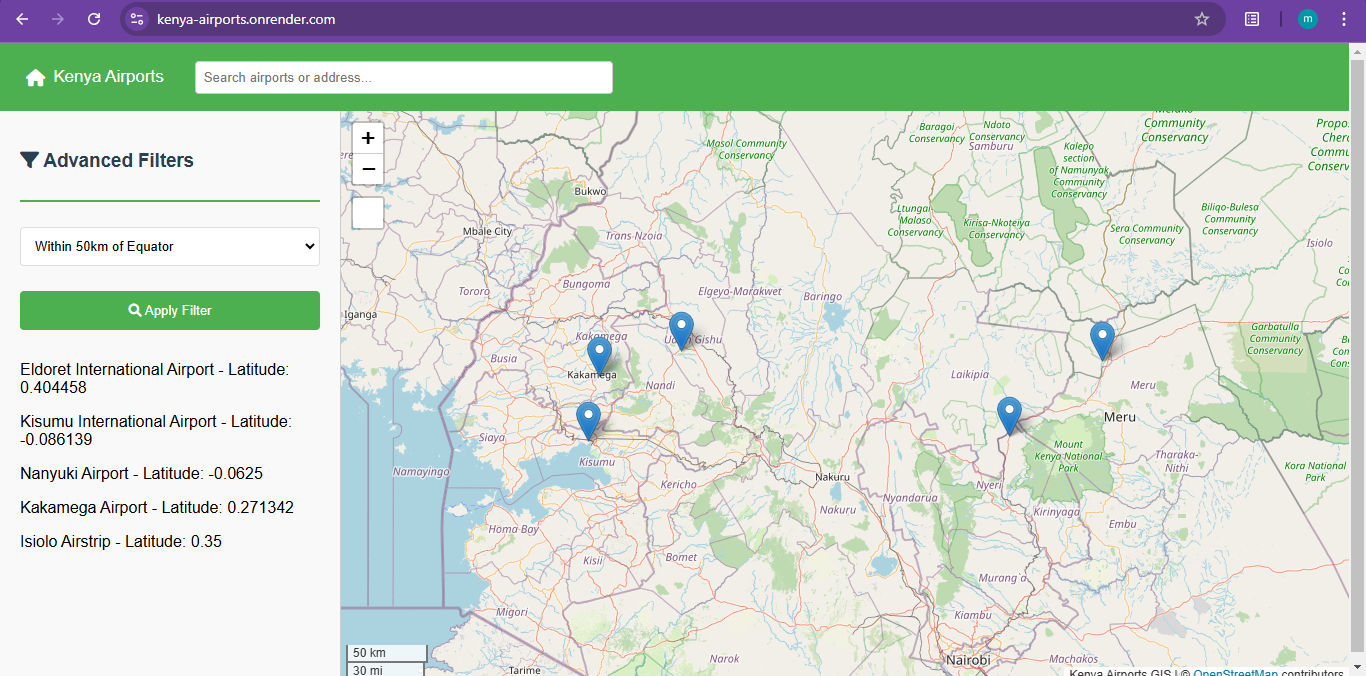 kenya-airports.onrender.com
m
Kenya Airports
Search airports or address...
Advanced Filters
Within 50km of Equator
Apply Filter
Eldoret International Airport - Latitude:
0.404458
Kisumu International Airport - Latitude:
-0.086139
Nanyuki Airport - Latitude: -0.0625
Kakamega Airport - Latitude: 0.271342
Isiolo Airstrip - Latitude: 0.35
+
−
Mosol Community
Conservancy
Baragoi
Conservancy
Ndoto
Conservancy
Samburu
Community
Conservancy
Kalepo
section
of Namunyak
Community
Conservancy
Bukwo
Mbale City
Trans Nzoia
Ltungai-
Malaso
Conservancy
Kirisa-Nkoteiya
Conservancy
Sera Community
Conservancy
Biliqo-Bulesa
Community
Conservancy
Isiolo
Tororo
Bungoma
Elgeyo-Marakwet
Baringo
Iganga
Kakamega
Garbatulla
Community
Conservancy
Busia
Kakamega
Nandi
Laikipia
Meru
Meru
Siaya
Mount
Kenya National
Park
Namayingo
Kisumu
Kericho
Nakuru
Nyandarua
Nyeri
Tharaka-
Nithi
Kora National
Park
Nakuru
Kirinyaga
Embu
Homa Bay
Kisii
Bomet
Murang'a
Migori
Kiambu
Tarime
Narok
Nairobi
Machakos
50 km
30 mi
Kenya Airports GIS | © OpenStreetMap contributors